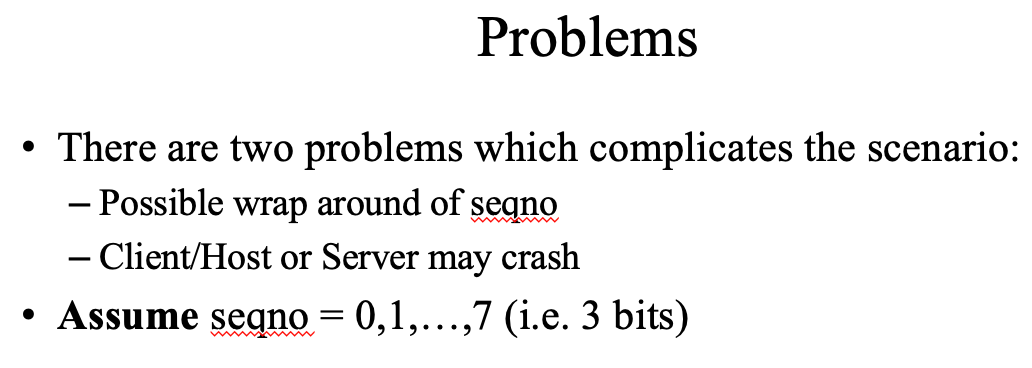 Problems
• There are two problems which complicates the scenario:
– Possible wrap around of seqno
– Client/Host or Server may crash
• Assume seqno = 0,1,…,7 (i.e. 3 bits)